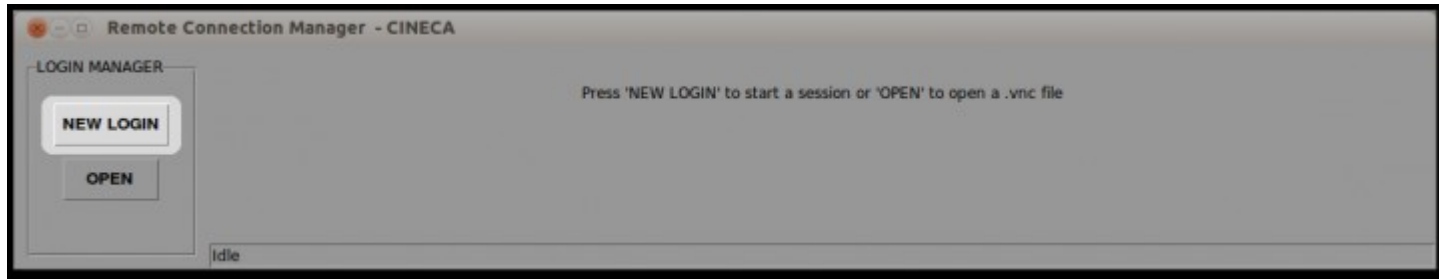 Remote Connection Manager - CINECA
LOGIN MANAGER
Press 'NEW LOGIN' to start a session or 'OPEN' to open a .vnc file
NEW LOGIN
OPEN
Idle